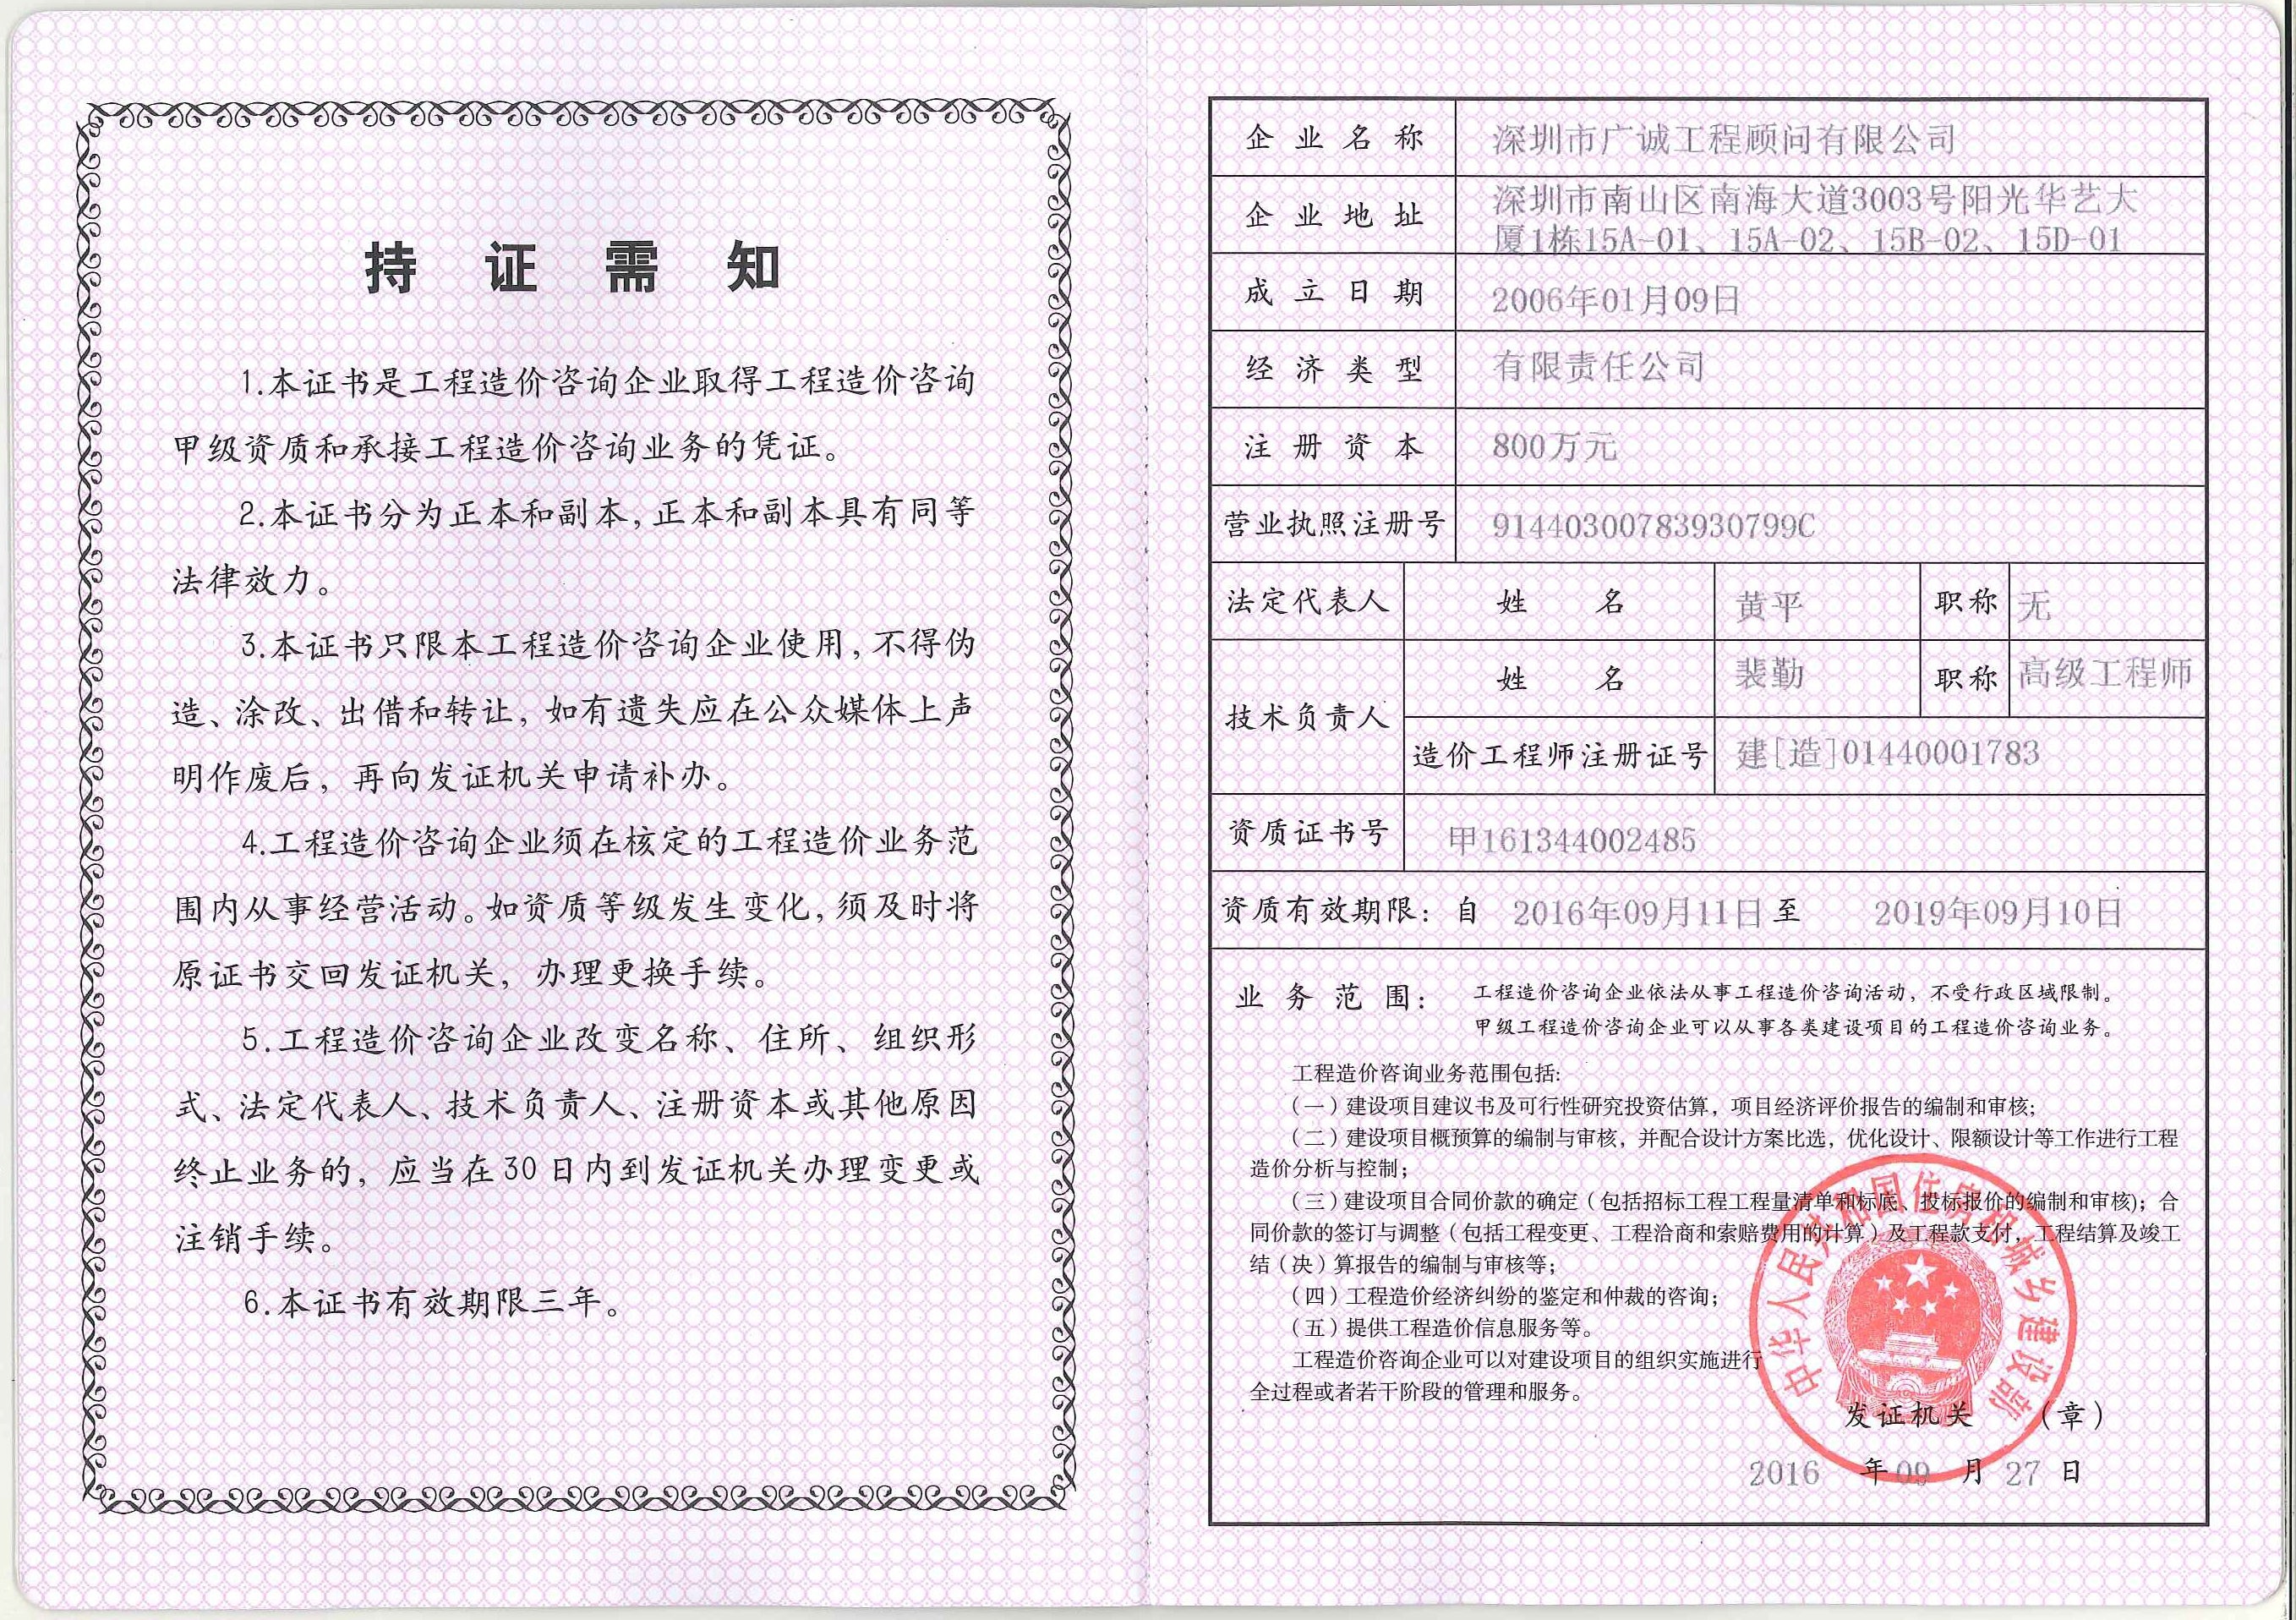 持证需知
1.本证书是工程造价咨询企业取得工程造价咨询
甲级资质和承接工程造价咨询业务的凭证。
2.本证书分为正本和副本,正本和副本具有同等
法律效力。
3.本证书只限本工程造价咨询企业使用,不得伪
造、涂改、出借和转让,如有遗失应在公众媒体上声
明作废后,再向发证机关申请补办。
4.工程造价咨询企业须在核定的工程造价业务范
围内从事经营活动。如资质等级发生变化,须及时将
原证书交回发证机关,办理更换手续。
5.工程造价咨询企业改变名称、住所、组织形
式、法定代表人、技术负责人、注册资本或其他原因
终止业务的,应当在30日内到发证机关办理变更或
注销手续。
6.本证书有效期限三年。
企业名称 深圳市广诚工程顾问有限公司
企业地址 深圳市南山区南海大道3003号阳光华艺大
厦1栋15A-01、15A-02、15B-02、15D-01
成立日期 2006年01月09日
经济类型 有限责任公司
注册资本 800万元
营业执照注册号 91440300783930799C
法定代表人 姓名 黄平 职称 无
技术负责人 姓名 裴勤 职称 高级工程师
造价工程师注册证号 建[造]01440001783
资质证书号 甲161344002485
资质有效期限: 自 2016年09月11日 至 2019年09月10日
业务范围: 工程造价咨询企业依法从事工程造价咨询活动,不受行政区域限制。
甲级工程造价咨询企业可以从事各类建设项目的工程造价咨询业务。
工程造价咨询业务范围包括:
(一)建设项目建议书及可行性研究投资估算,项目经济评价报告的编制和审核;
(二)建设项目概预算的编制与审核,并配合设计方案比选,优化设计、限额设计等工作进行工程
造价分析与控制;
(三)建设项目合同价款的确定(包括招标工程工程量清单和标底、投标报价的编制和审核);合
同价款的签订与调整(包括工程变更、工程洽商和索赔费用的计算)及工程款支付,工程结算及竣工
结(决)算报告的编制与审核等;
(四)工程造价经济纠纷的鉴定和仲裁的咨询;
(五)提供工程造价信息服务等。
工程造价咨询企业可以对建设项目的组织实施进行
全过程或者若干阶段的管理和服务。
中华人民共和国住房和城乡建设部
发证机关 (章)
2016 年 09 月 27 日